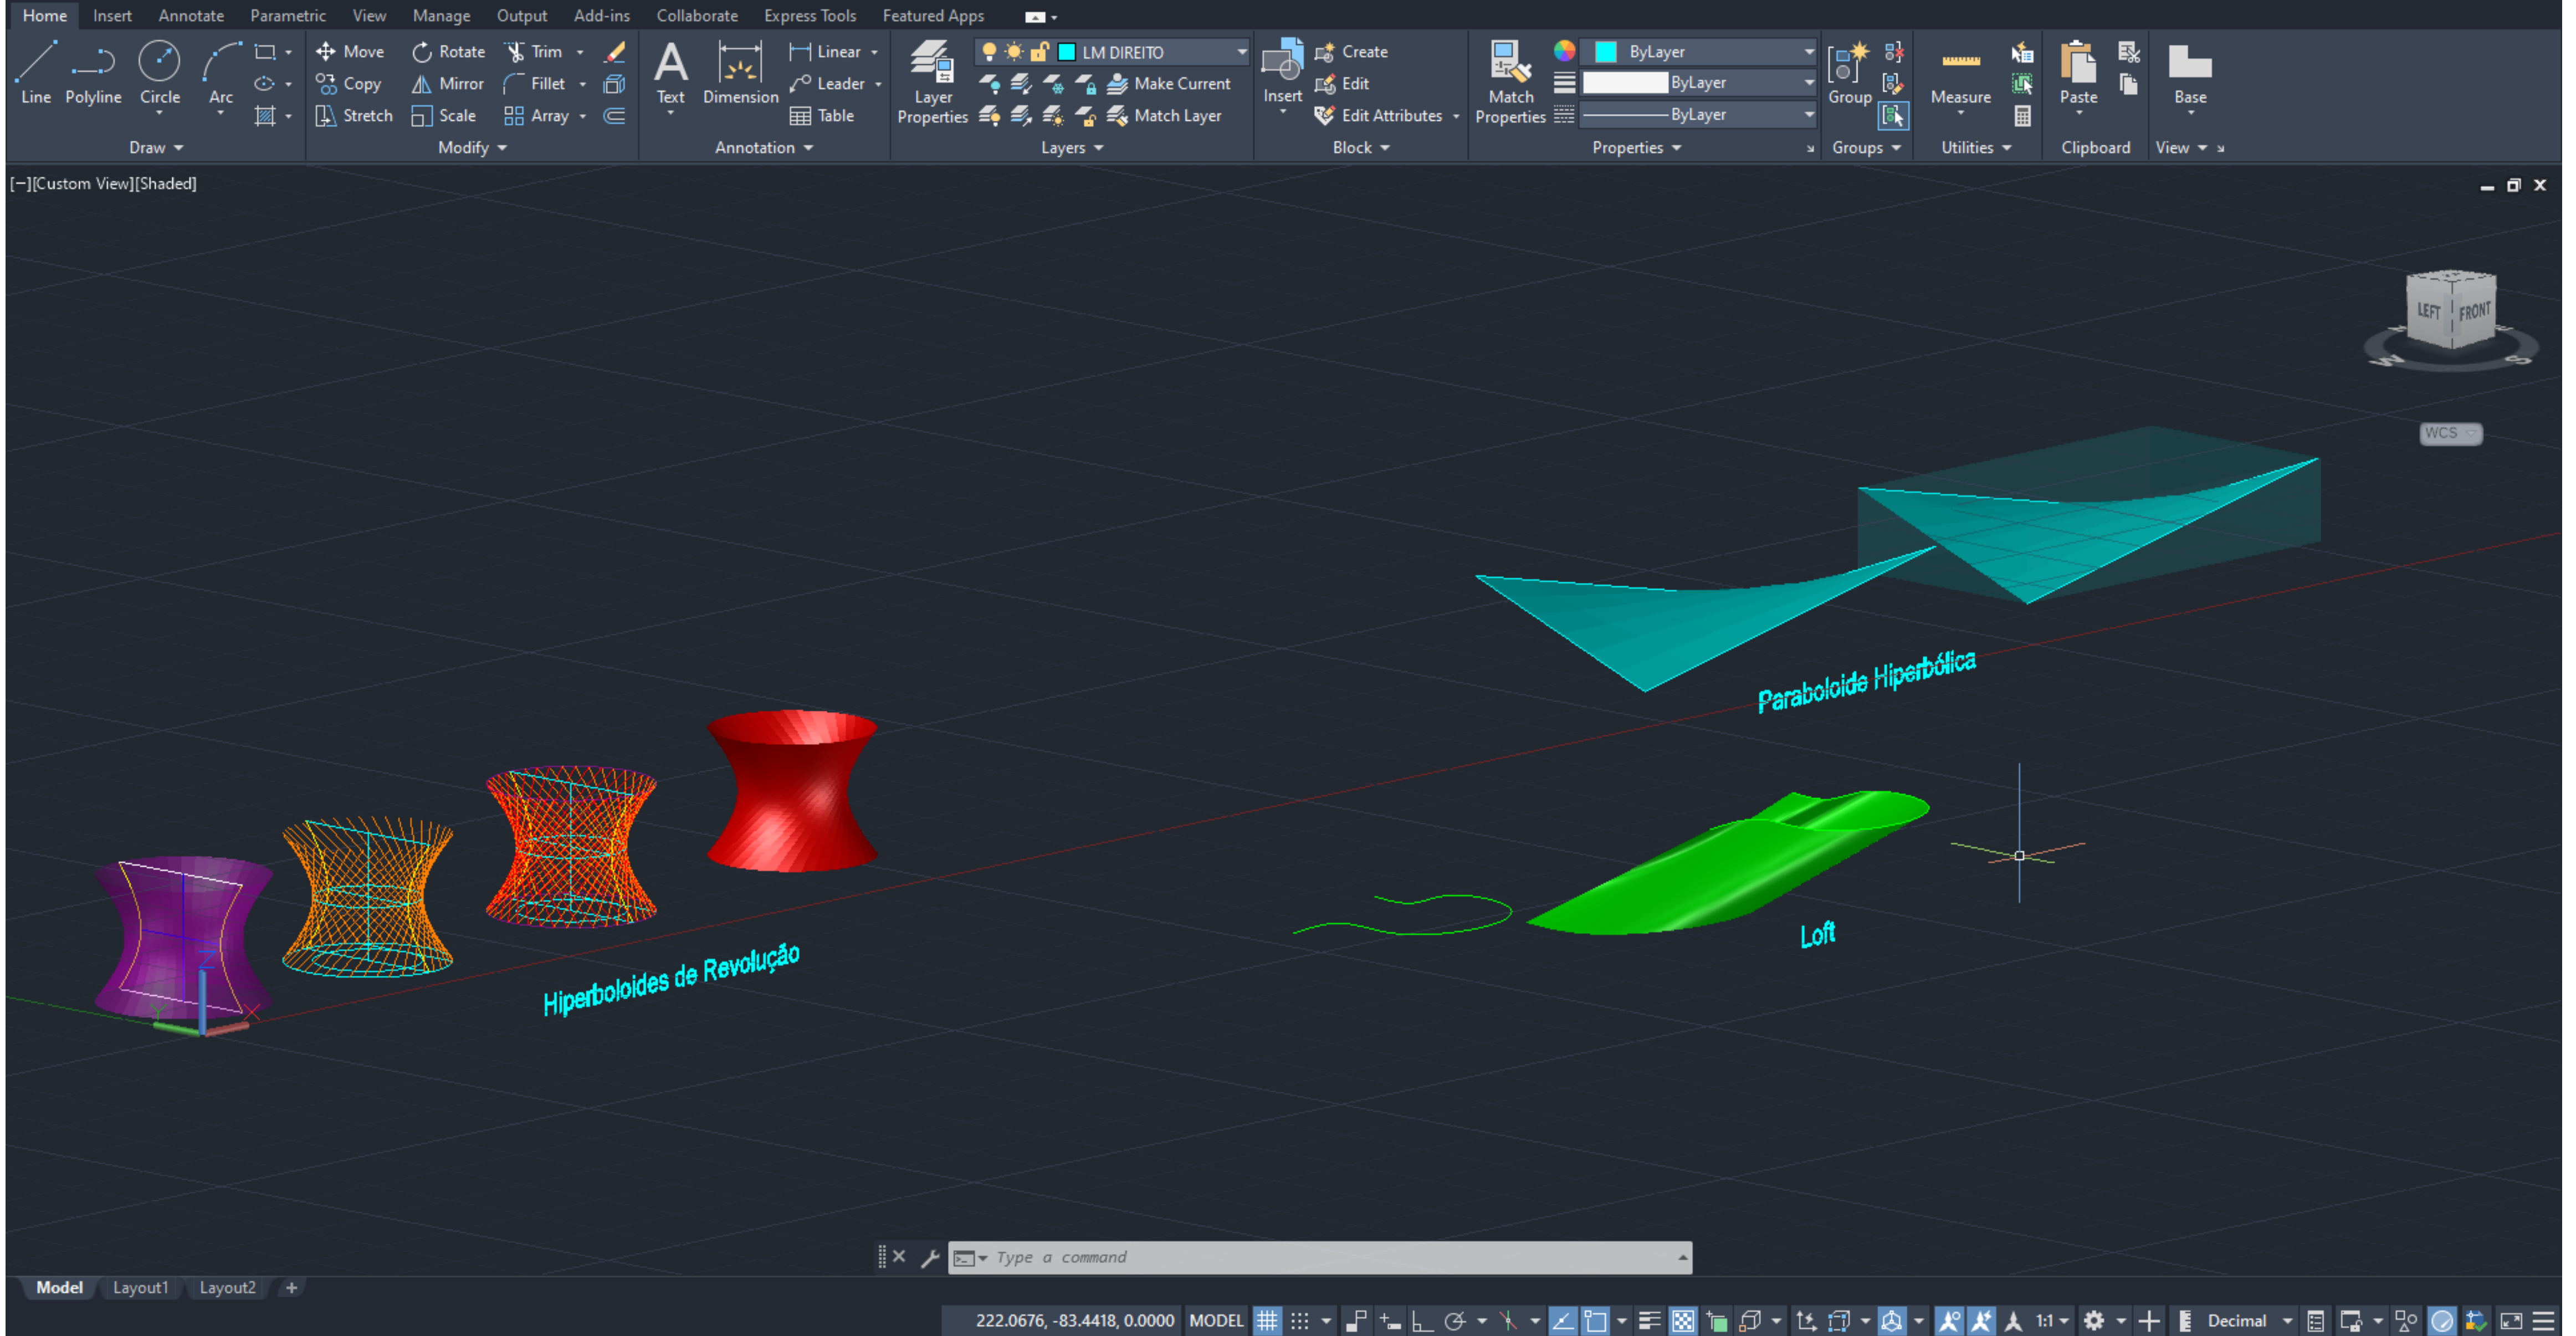 Home Insert Annotate Parametric View Manage Output Add-ins Collaborate Express Tools Featured Apps
Line Polyline Circle Arc
Move Rotate Trim
Copy Mirror Fillet
Stretch Scale Array
Text Dimension
Linear
Leader
Table
Layer Properties
LM DIREITO
Make Current
Match Layer
Insert
Create
Edit
Edit Attributes
Match Properties
ByLayer
ByLayer
ByLayer
Group
Measure
Paste
Base
Draw Modify Annotation Layers Block Properties Groups Utilities Clipboard View
[−][Custom View][Shaded]
LEFT FRONT
W S
WCS
Paraboloide Hiperbólica
Loft
Hiperboloides de Revolução
Z
Y X
Type a command
Model Layout1 Layout2 +
222.0676, -83.4418, 0.0000 MODEL 1:1 Decimal